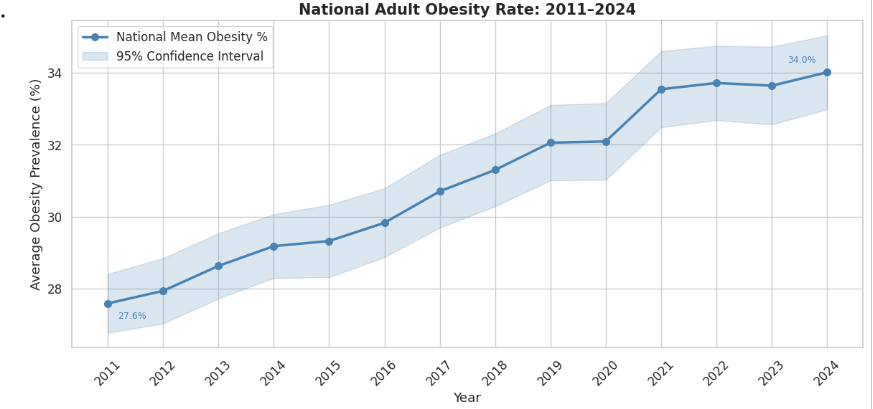 National Adult Obesity Rate: 2011–2024
National Mean Obesity %
95% Confidence Interval
34.0%
34
32
30
28
Average Obesity Prevalence (%)
27.6%
2011 2012 2013 2014 2015 2016 2017 2018 2019 2020 2021 2022 2023 2024
Year